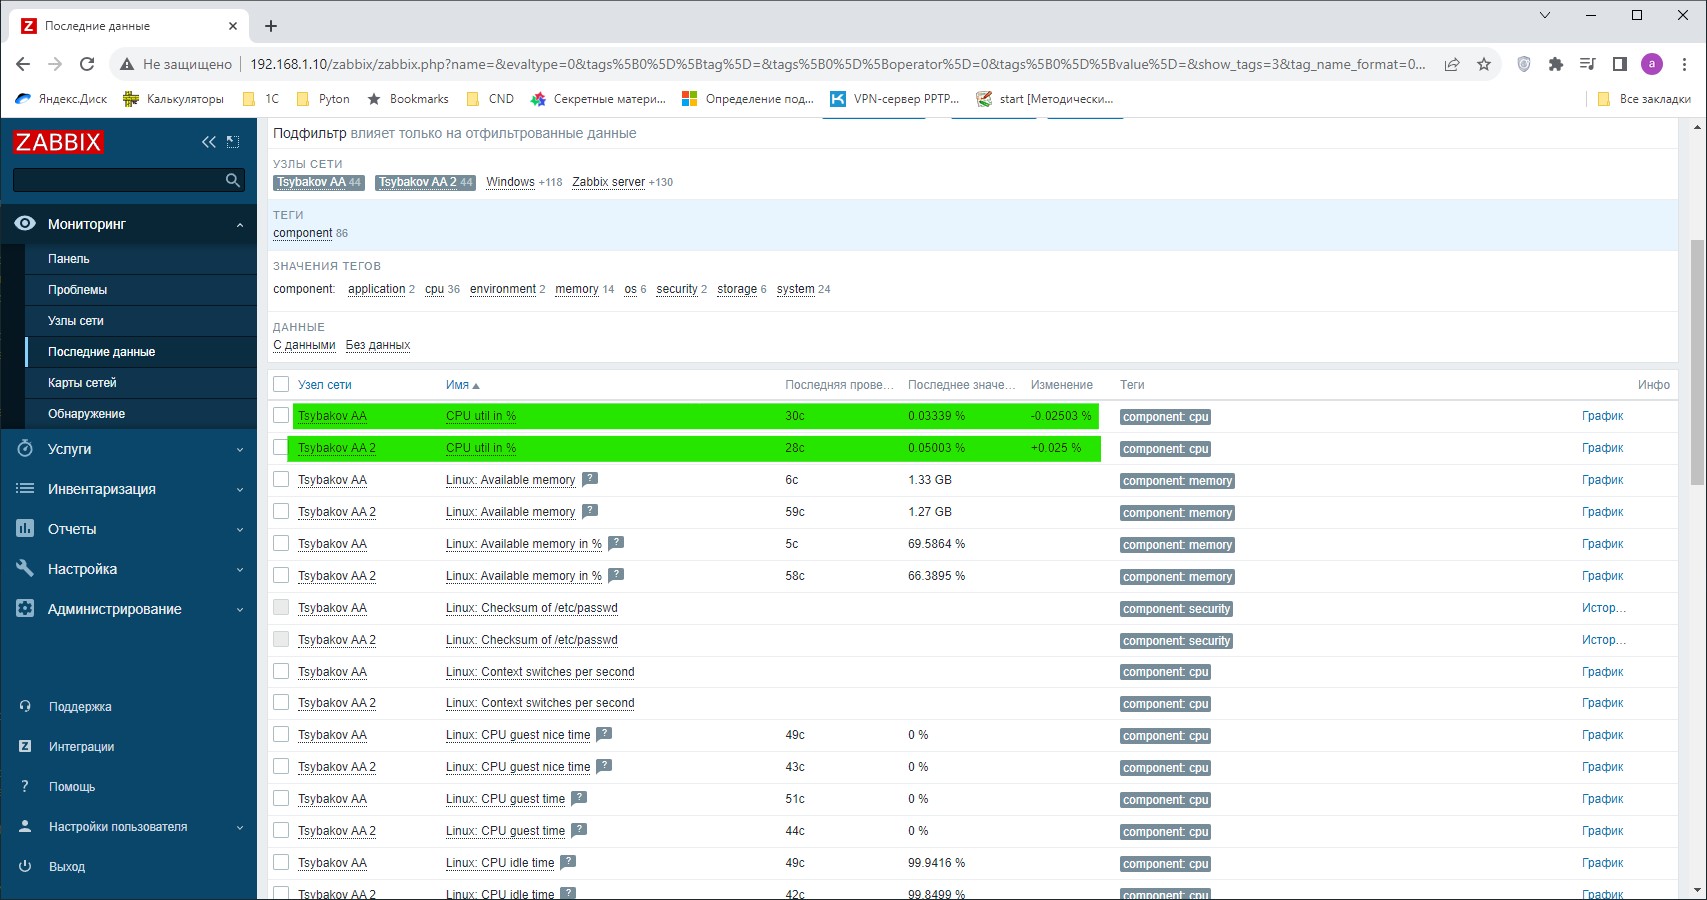 Последние данные
Не защищено 192.168.1.10/zabbix/zabbix.php?name=&evaltype=0&tags%5B0%5D%5Btag%5D=&tags%5B0%5D%5Boperator%5D=0&tags%5B0%5D%5Bvalue%5D=&show_tags=3&tag_name_format=0... a
Яндекс.Диск Калькуляторы 1C Pyton Bookmarks CND Секретные матери... Определение под... VPN-сервер PPTP... start [Методически... Все закладки
ZABBIX
Мониторинг
Панель
Проблемы
Узлы сети
Последние данные
Карты сетей
Обнаружение
Услуги
Инвентаризация
Отчеты
Настройка
Администрирование
Поддержка
Интеграции
Помощь
Настройки пользователя
Выход
Подфильтр влияет только на отфильтрованные данные
УЗЛЫ СЕТИ
Tsybakov AA 44 Tsybakov AA 2 44 Windows +118 Zabbix server +130
ТЕГИ
component 86
ЗНАЧЕНИЯ ТЕГОВ
component: application 2 cpu 36 environment 2 memory 14 os 6 security 2 storage 6 system 24
ДАННЫЕ
С данными Без данных
Узел сети Имя Последняя прове... Последнее значе... Изменение Теги Инфо
Tsybakov AA CPU util in % 30с 0.03339 % -0.02503 % component: cpu График
Tsybakov AA 2 CPU util in % 28с 0.05003 % +0.025 % component: cpu График
Tsybakov AA Linux: Available memory ? 6с 1.33 GB component: memory График
Tsybakov AA 2 Linux: Available memory ? 59с 1.27 GB component: memory График
Tsybakov AA Linux: Available memory in % ? 5с 69.5864 % component: memory График
Tsybakov AA 2 Linux: Available memory in % ? 58с 66.3895 % component: memory График
Tsybakov AA Linux: Checksum of /etc/passwd component: security Истор...
Tsybakov AA 2 Linux: Checksum of /etc/passwd component: security Истор...
Tsybakov AA Linux: Context switches per second component: cpu График
Tsybakov AA 2 Linux: Context switches per second component: cpu График
Tsybakov AA Linux: CPU guest nice time ? 49с 0 % component: cpu График
Tsybakov AA 2 Linux: CPU guest nice time ? 43с 0 % component: cpu График
Tsybakov AA Linux: CPU guest time ? 51с 0 % component: cpu График
Tsybakov AA 2 Linux: CPU guest time ? 44с 0 % component: cpu График
Tsybakov AA Linux: CPU idle time ? 49с 99.9416 % component: cpu График
Tsybakov AA 2 Linux: CPU idle time ? 42с 99.8499 % component: cpu График